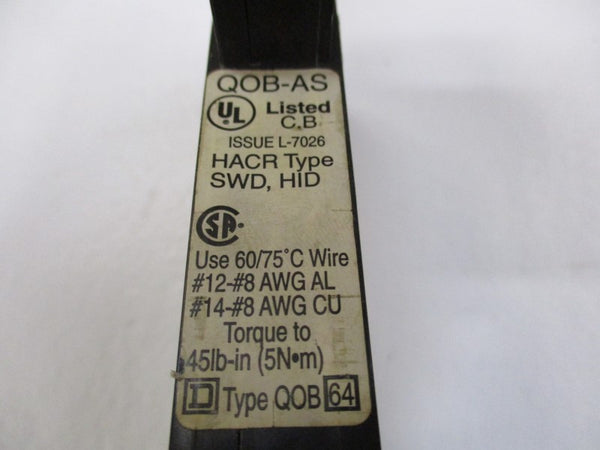 QOB-AS
UL Listed
C.B
ISSUE L-7026
HACR Type
SWD, HID
SA
Use 60/75°C Wire
#12-#8 AWG AL
#14-#8 AWG CU
Torque to
45lb-in (5N•m)
D Type QOB 64